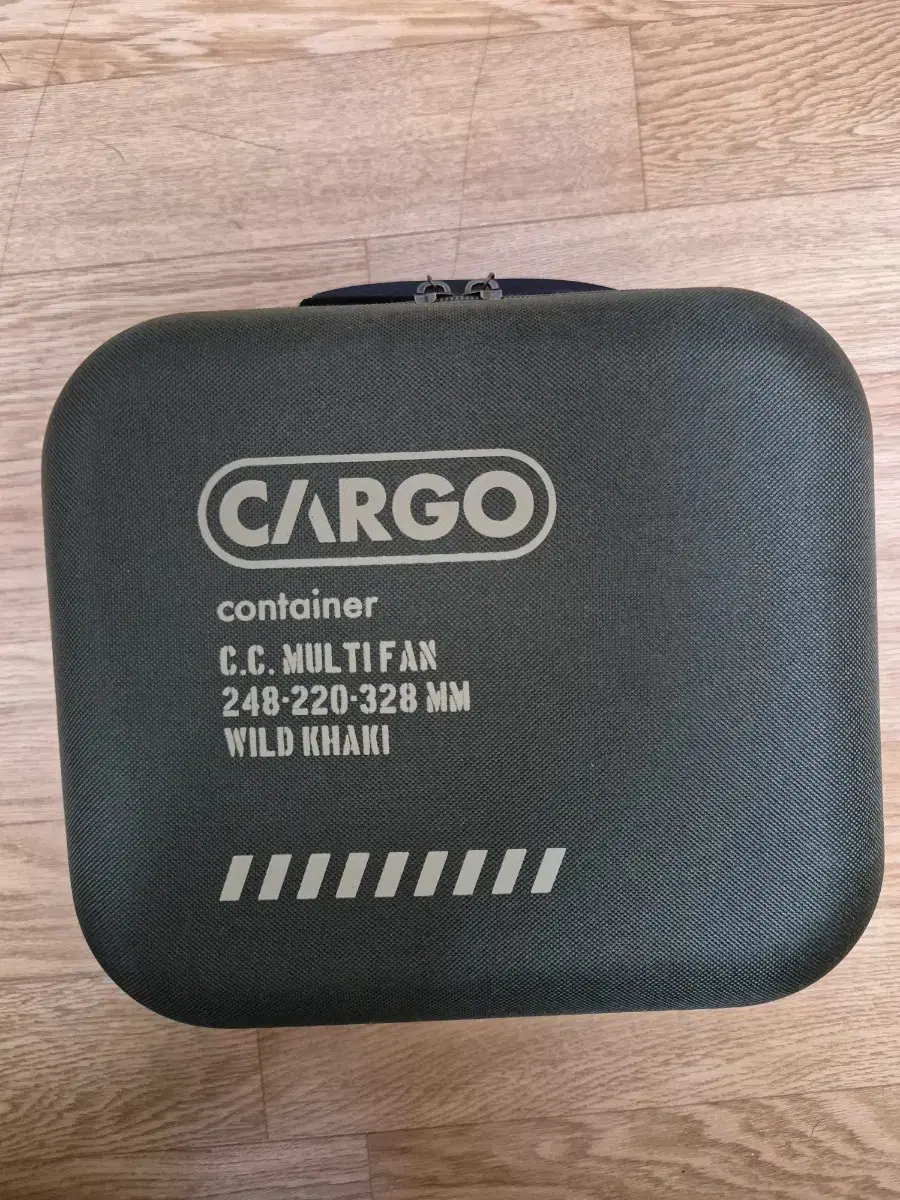 CARGO
container
C.C. MULTI FAN
248-220-328 MM
WILD KHAKI